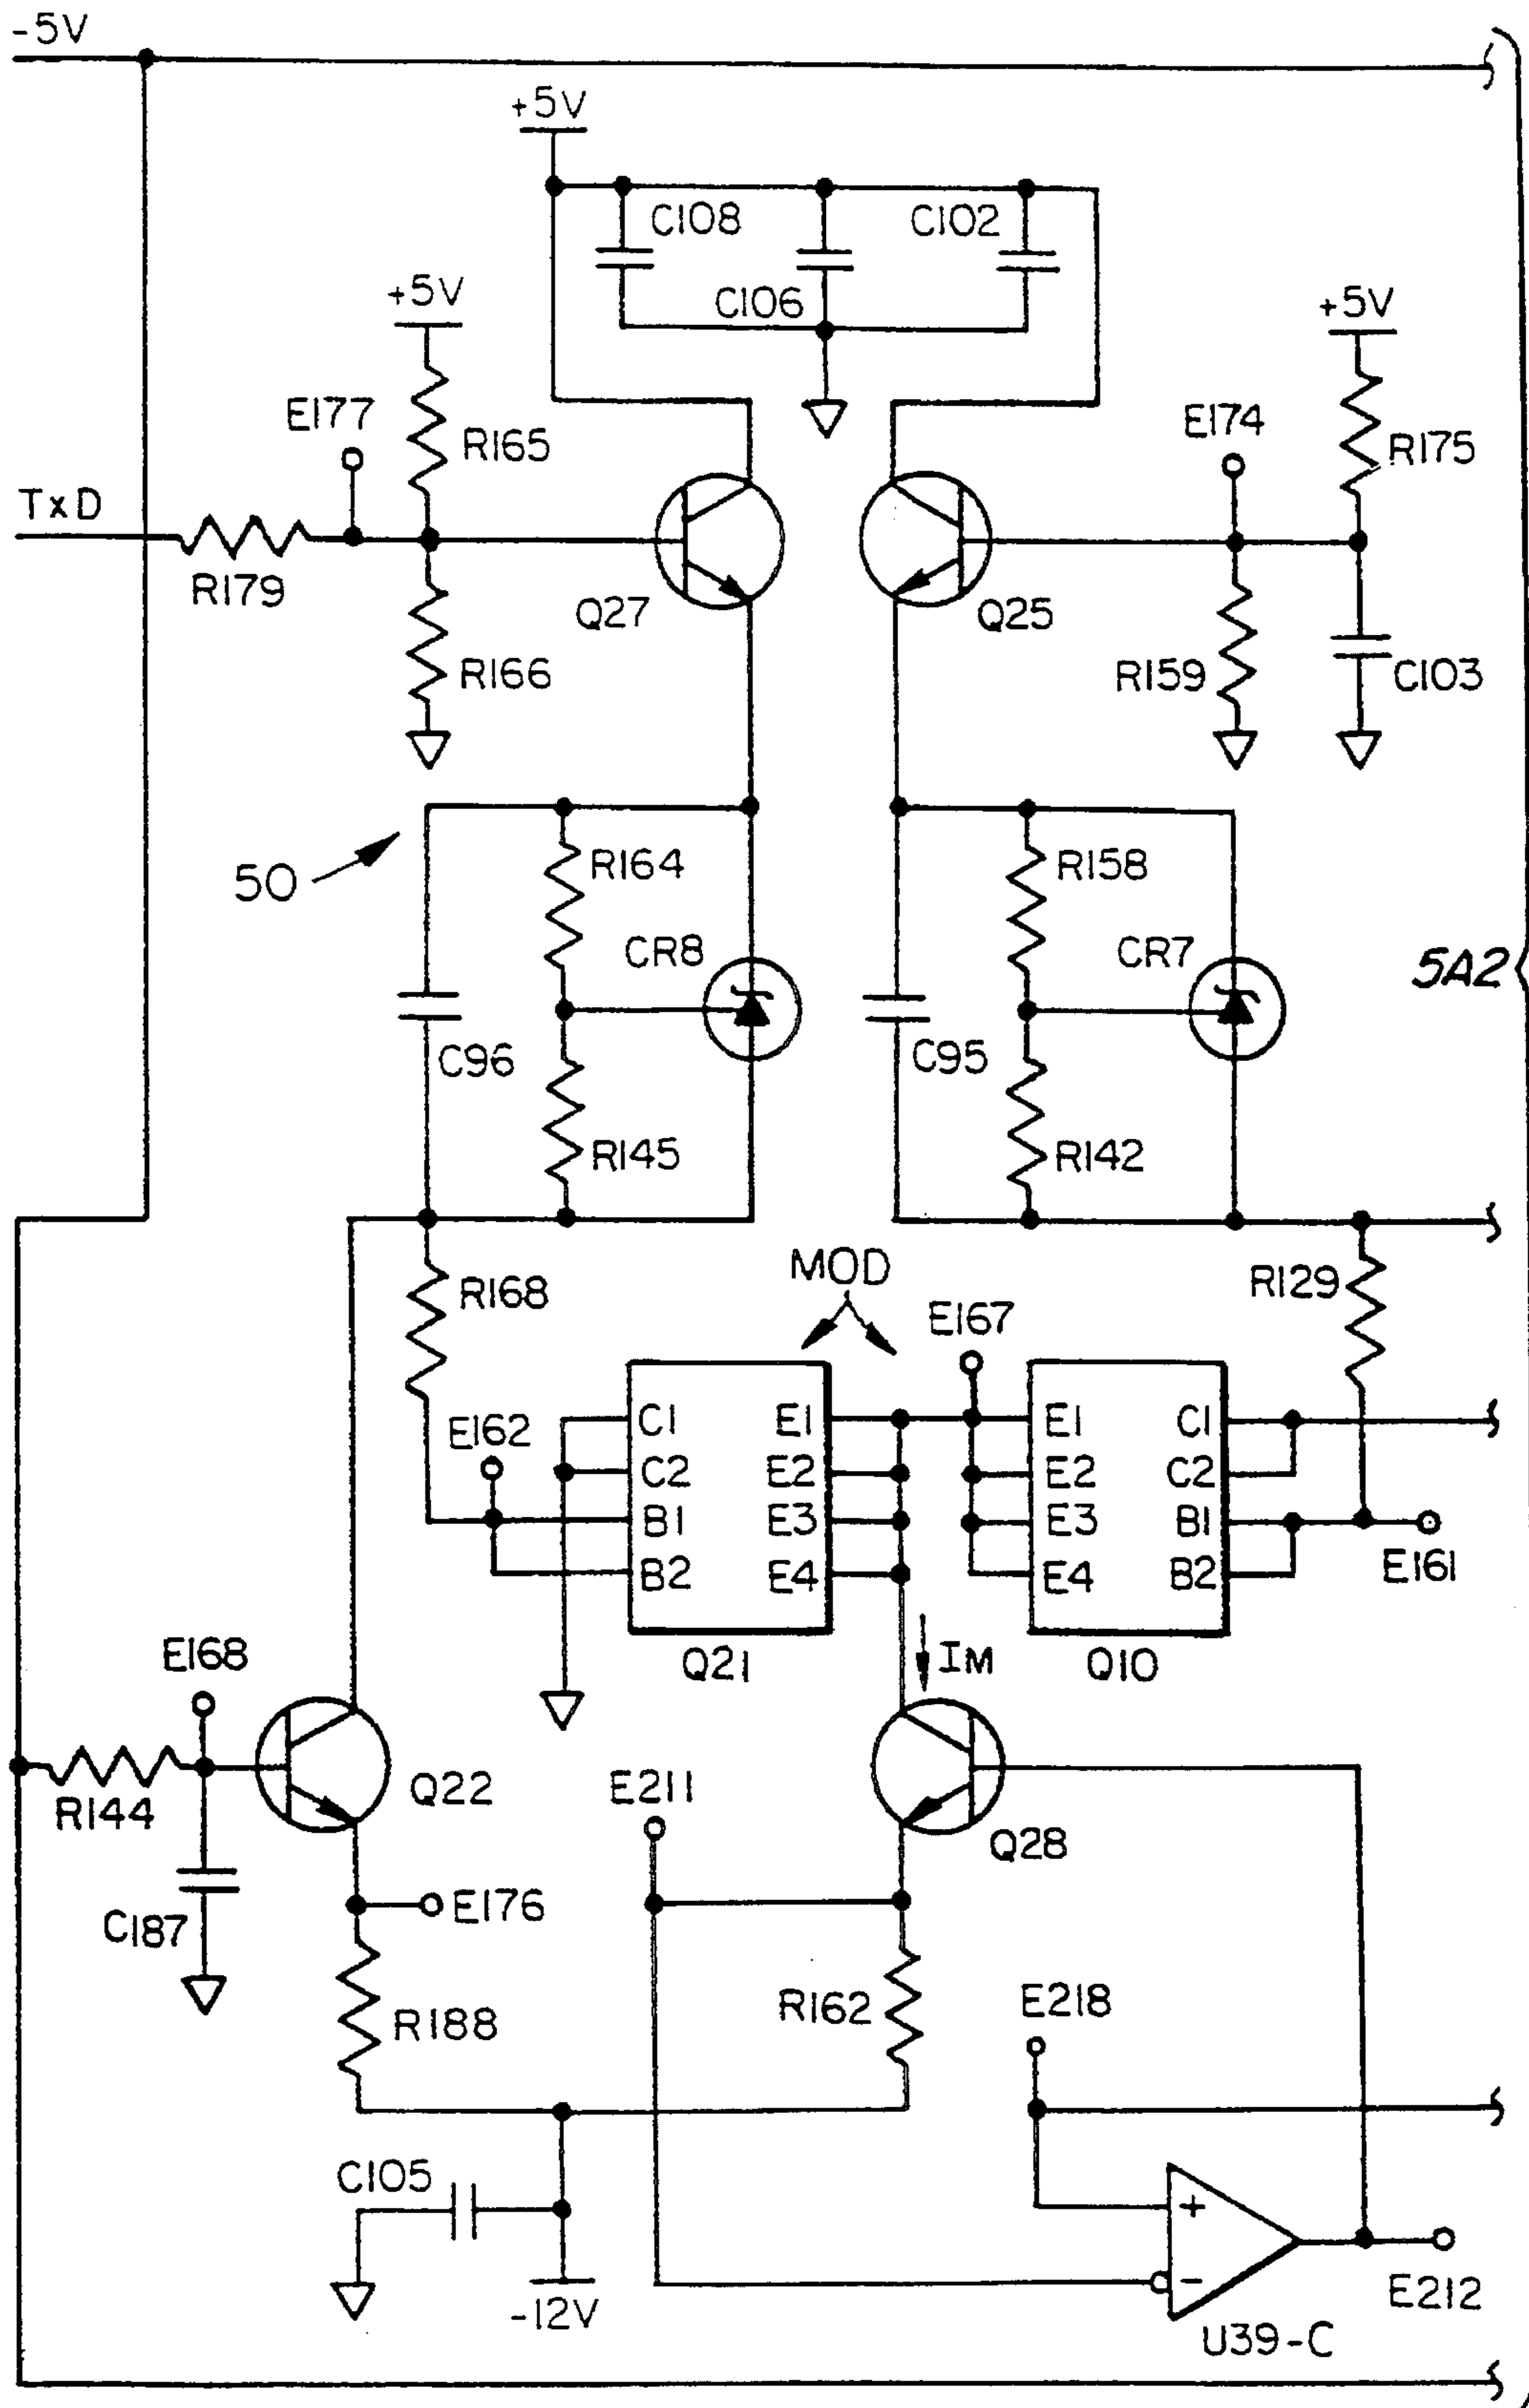 -5V
+5V
C108
C102
C106
+5V
+5V
E177
R165
E174
R175
TxD
R179
Q27
Q25
R166
R159
C103
50
R164
R158
CR8
CR7
5A2
C96
C95
R145
R142
MOD
R168
E167
R129
E162
C1
E1
E1
C1
C2
E2
E2
C2
B1
E3
E3
B1
B2
E4
E4
B2
E161
E168
Q21
IM
Q10
R144
Q22
E211
Q28
C187
E176
R188
R162
E218
C105
+
-12V
-
E212
U39-C